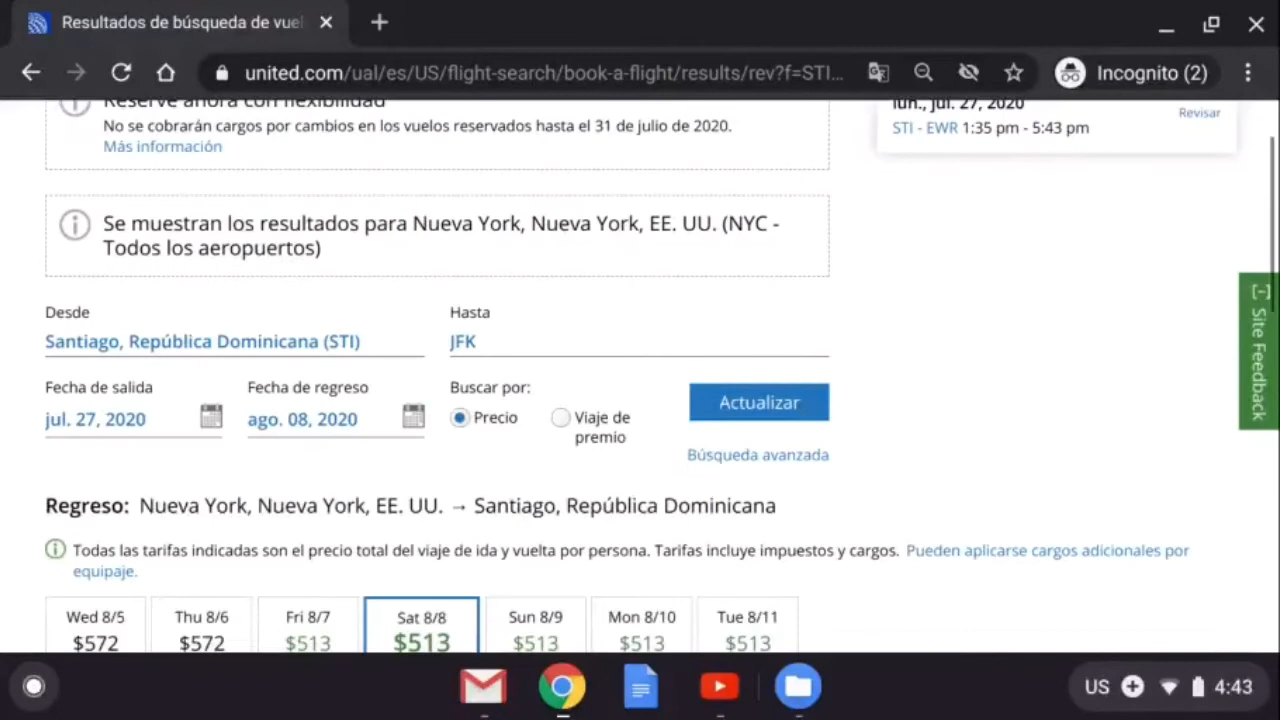 Resultados de búsqueda de vuel
united.com/ual/es/US/flight-search/book-a-flight/results/rev?f=STI...
Incognito (2)
Reserve ahora con flexibilidad
No se cobrarán cargos por cambios en los vuelos reservados hasta el 31 de julio de 2020.
Más información
lun., jul. 27, 2020
Revisar
STI - EWR 1:35 pm - 5:43 pm
Se muestran los resultados para Nueva York, Nueva York, EE. UU. (NYC -
Todos los aeropuertos)
Site Feedback
Desde
Hasta
Santiago, República Dominicana (STI)
JFK
Fecha de salida
Fecha de regreso
Buscar por:
jul. 27, 2020
ago. 08, 2020
Precio
Viaje de
premio
Actualizar
Búsqueda avanzada
Regreso: Nueva York, Nueva York, EE. UU. → Santiago, República Dominicana
Todas las tarifas indicadas son el precio total del viaje de ida y vuelta por persona. Tarifas incluye impuestos y cargos. Pueden aplicarse cargos adicionales por
equipaje.
Wed 8/5 Thu 8/6 Fri 8/7 Sat 8/8 Sun 8/9 Mon 8/10 Tue 8/11
$572 $572 $513 $513 $513 $513 $513
US 4:43